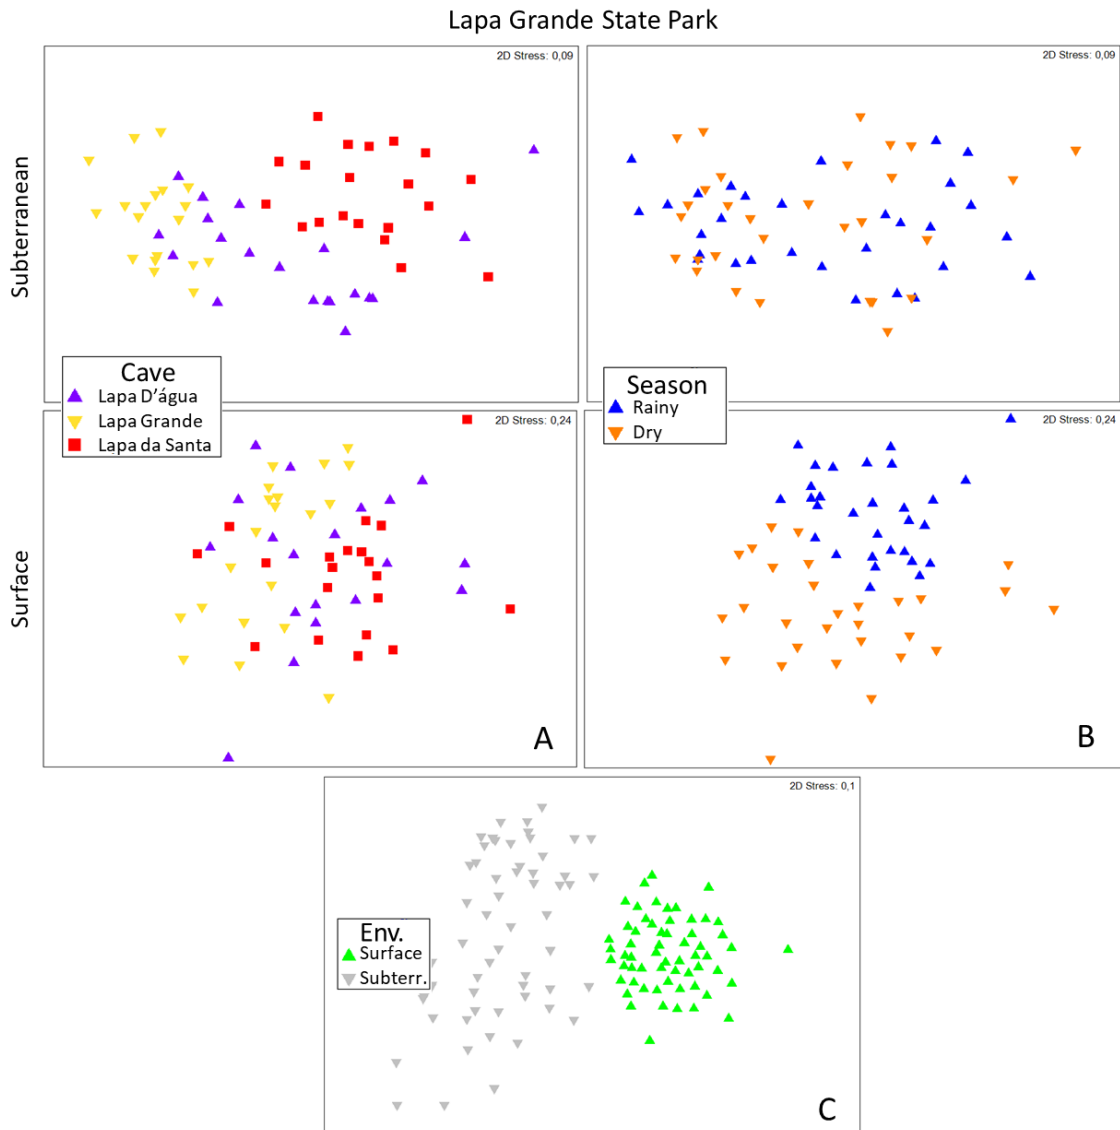 Lapa Grande State Park
2D Stress: 0,09
2D Stress: 0,09
Subterranean
Cave
Lapa D'água
Lapa Grande
Lapa da Santa
Season
Rainy
Dry
2D Stress: 0,24
2D Stress: 0,24
Surface
A
B
2D Stress: 0,1
Env.
Surface
Subterr.
C